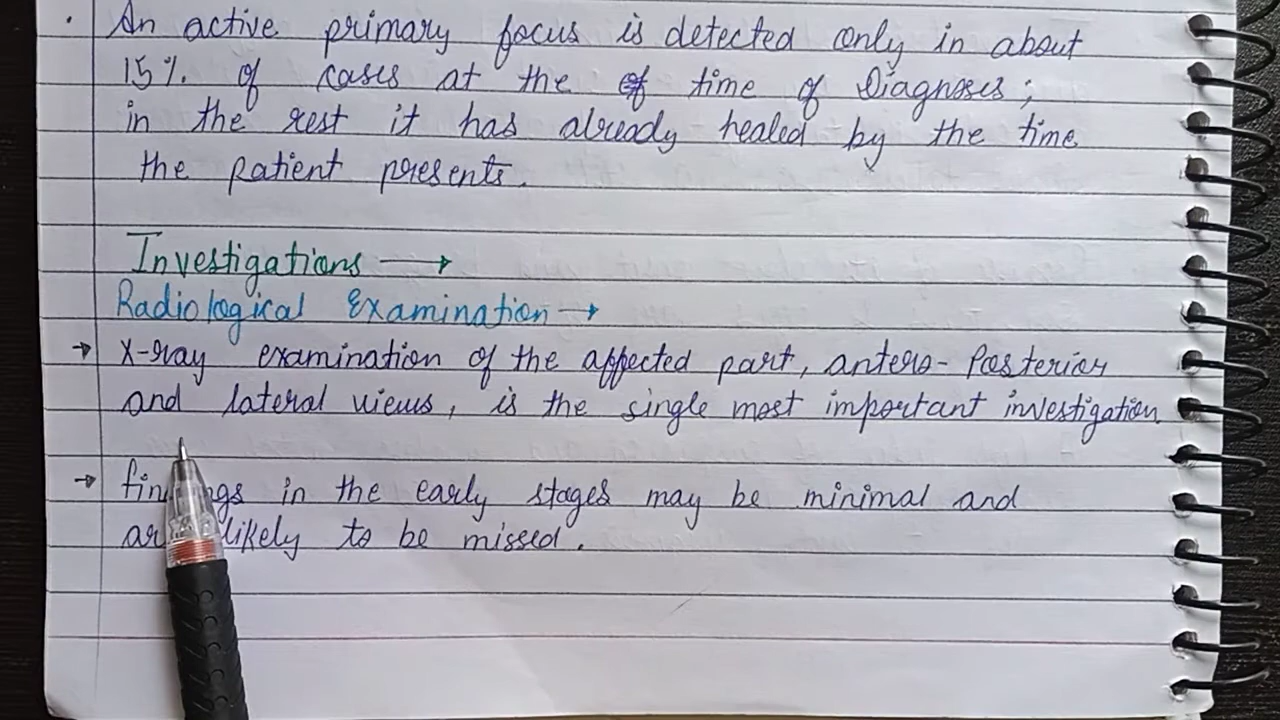 · An active primary focus is detected only in about
15% of cases at the of time of Diagnoses;
in the rest it has already healed by the time
the patient presents.
Investigations →
Radiological Examination →
→ X-ray examination of the affected part, antero-Posterior
and lateral views, is the single most important investigation.
→ findings in the early stages may be minimal and
are likely to be missed.